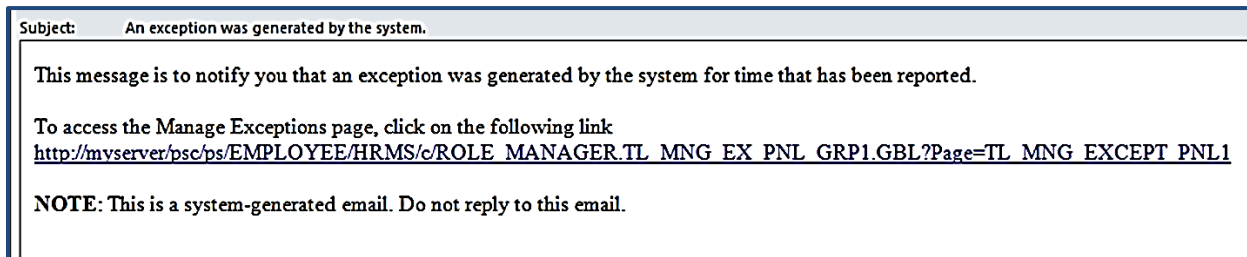 Subject: An exception was generated by the system.
This message is to notify you that an exception was generated by the system for time that has been reported.
To access the Manage Exceptions page, click on the following link
http://myserver/psc/ps/EMPLOYEE/HRMS/c/ROLE_MANAGER.TL_MNG_EX_PNL_GRP1.GBL?Page=TL_MNG_EXCEPT_PNL1
NOTE: This is a system-generated email. Do not reply to this email.